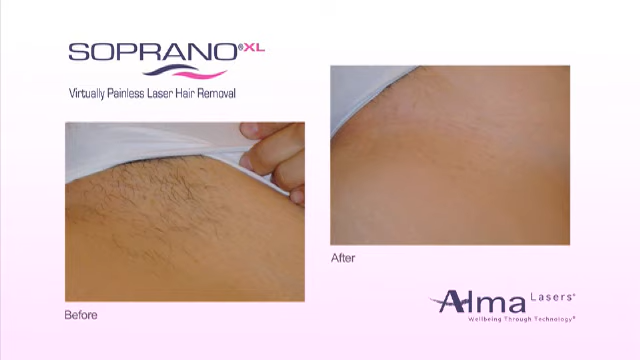 SOPRANO®XL
Virtually Painless Laser Hair Removal
Before
After
Alma Lasers®
Wellbeing Through Technology®